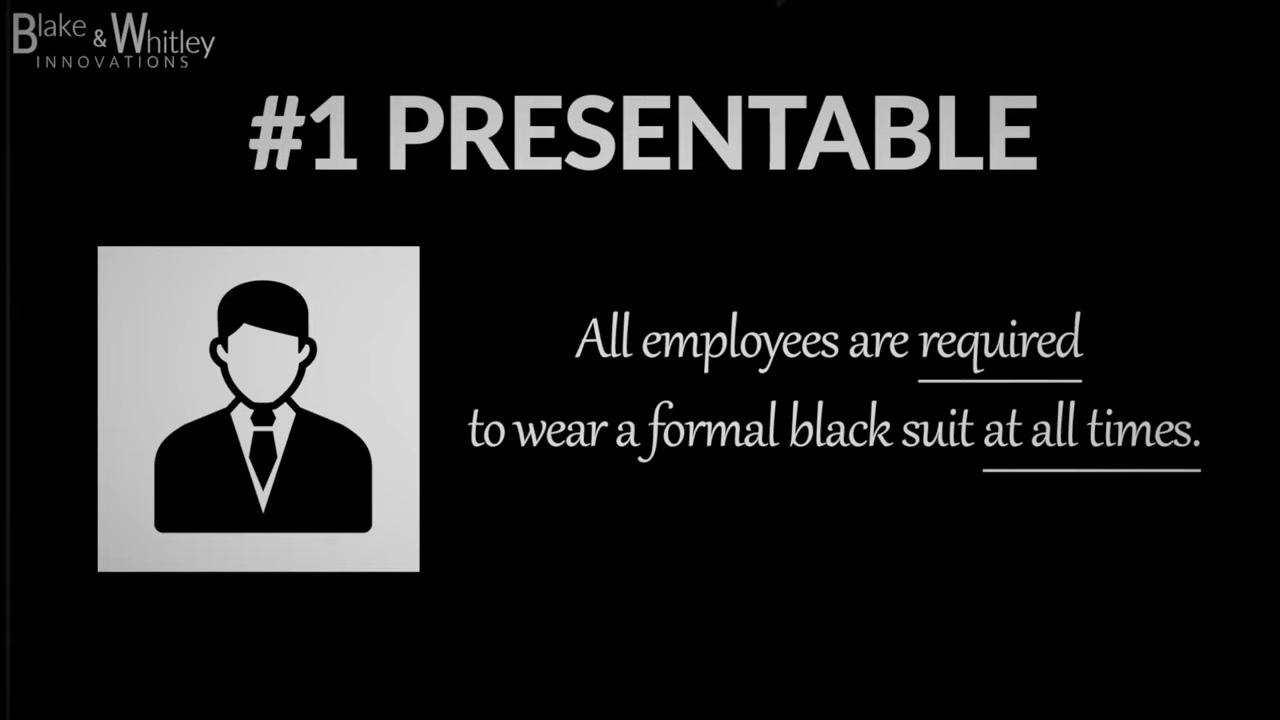 Blake & Whitley
INNOVATIONS
#1 PRESENTABLE
All employees are required
to wear a formal black suit at all times.